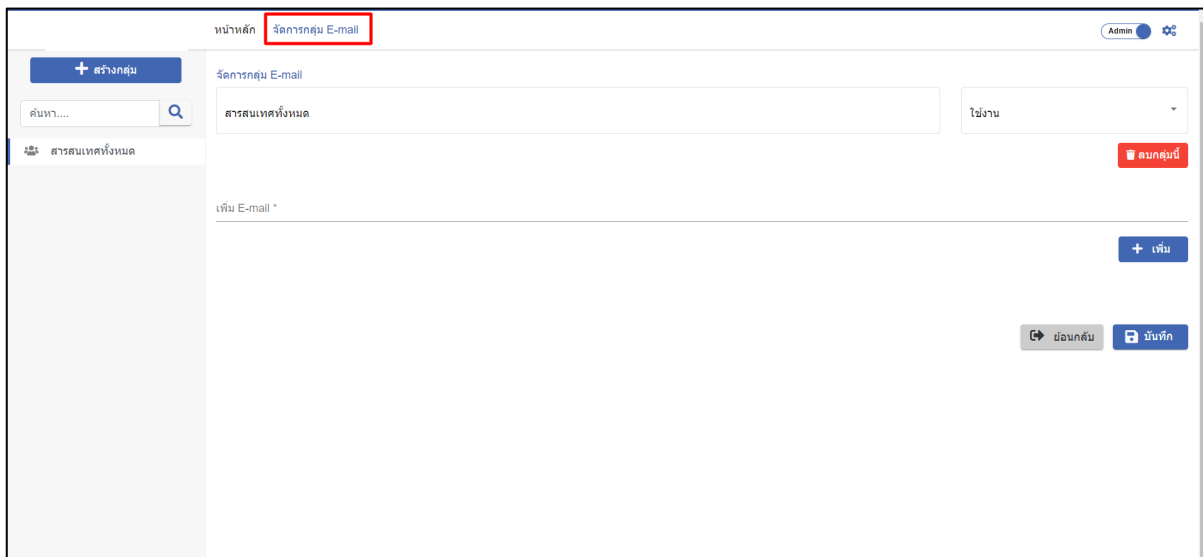 หน้าหลัก จัดการกลุ่ม E-mail Admin
+ สร้างกลุ่ม
ค้นหา....
สารสนเทศทั้งหมด
จัดการกลุ่ม E-mail
สารสนเทศทั้งหมด ใช้งาน
ลบกลุ่มนี้
เพิ่ม E-mail *
+ เพิ่ม
ย้อนกลับ บันทึก